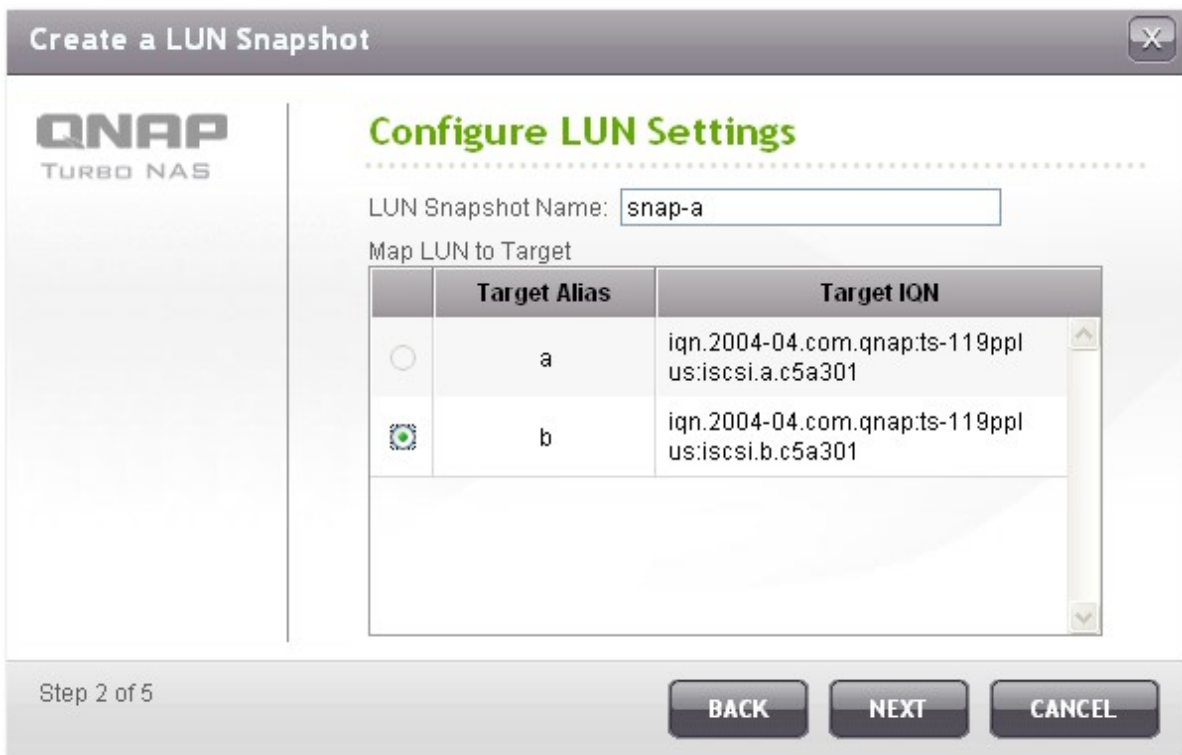 Create a LUN Snapshot
X
QNAP
TURBO NAS
Configure LUN Settings
LUN Snapshot Name: snap-a
Map LUN to Target
Target Alias Target IQN
a iqn.2004-04.com.qnap:ts-119ppl
us:iscsi.a.c5a301
b iqn.2004-04.com.qnap:ts-119ppl
us:iscsi.b.c5a301
Step 2 of 5
BACK NEXT CANCEL